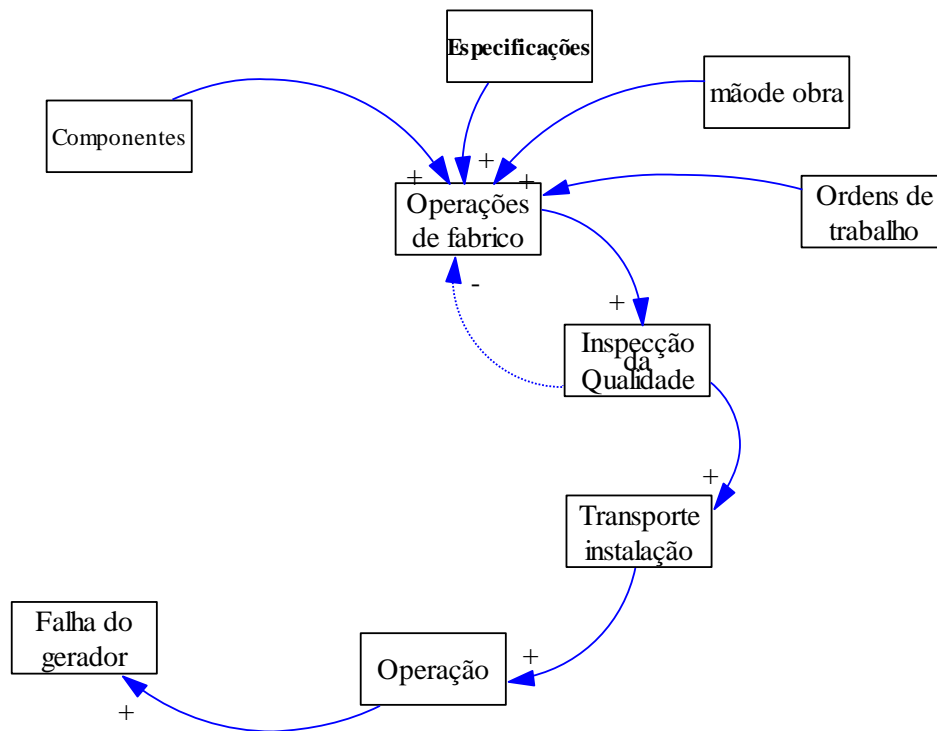 Especificações
mãode obra
Componentes
+
+
+
Operações
de fabrico
Ordens de
trabalho
-
+
Inspecção
da
Qualidade
+
Transporte
instalação
Falha do
gerador
+
Operação
+